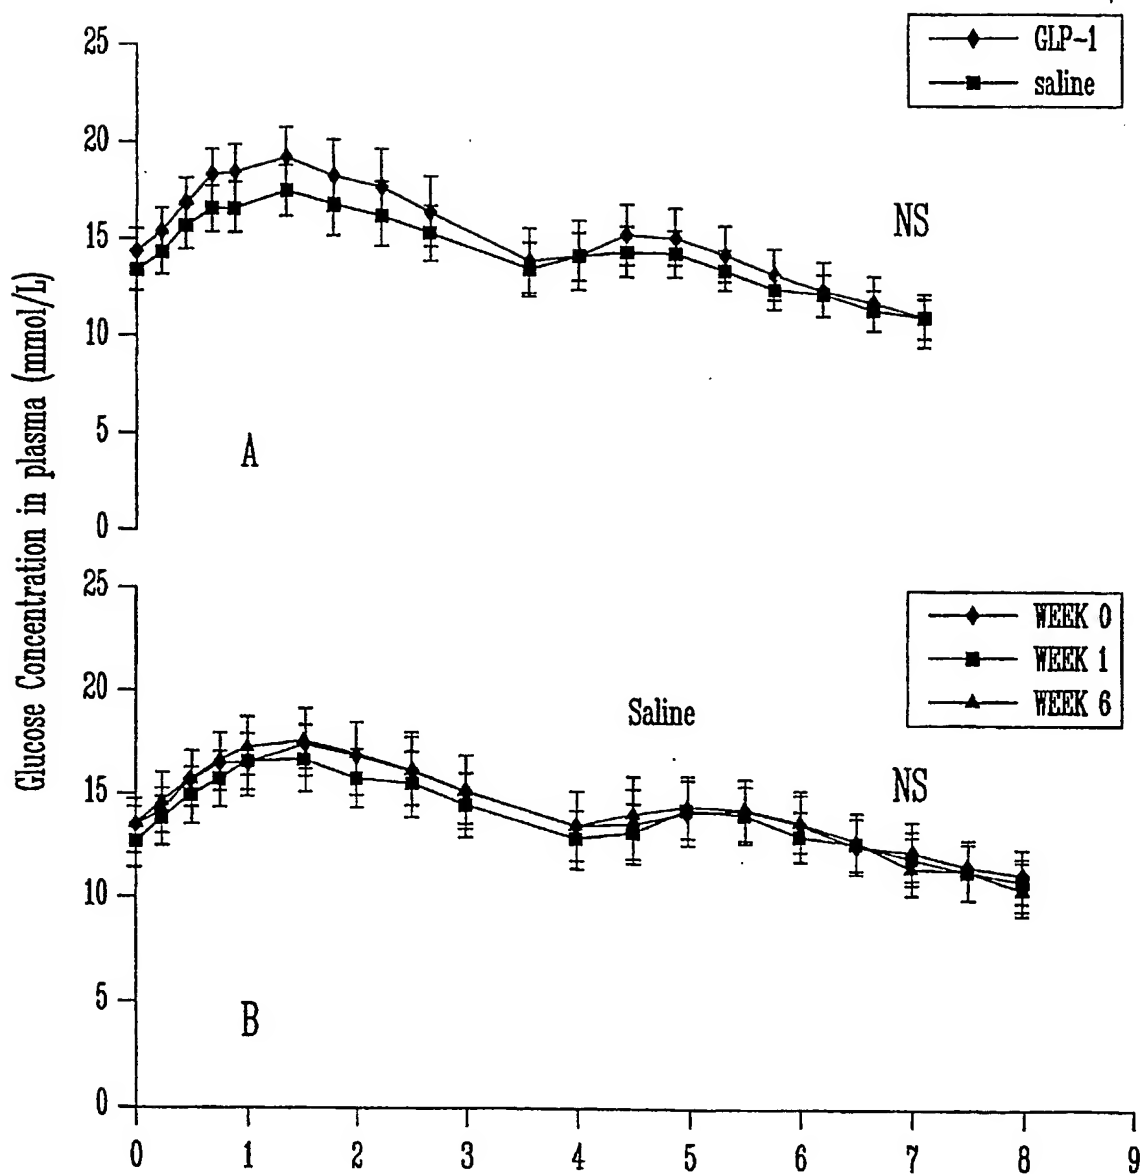 GLP-1
saline
25
20
15
10
5
0
NS
A
Glucose Concentration in plasma (mmol/L)
25
20
15
10
5
0
WEEK 0
WEEK 1
WEEK 6
Saline
NS
B
0 1 2 3 4 5 6 7 8 9